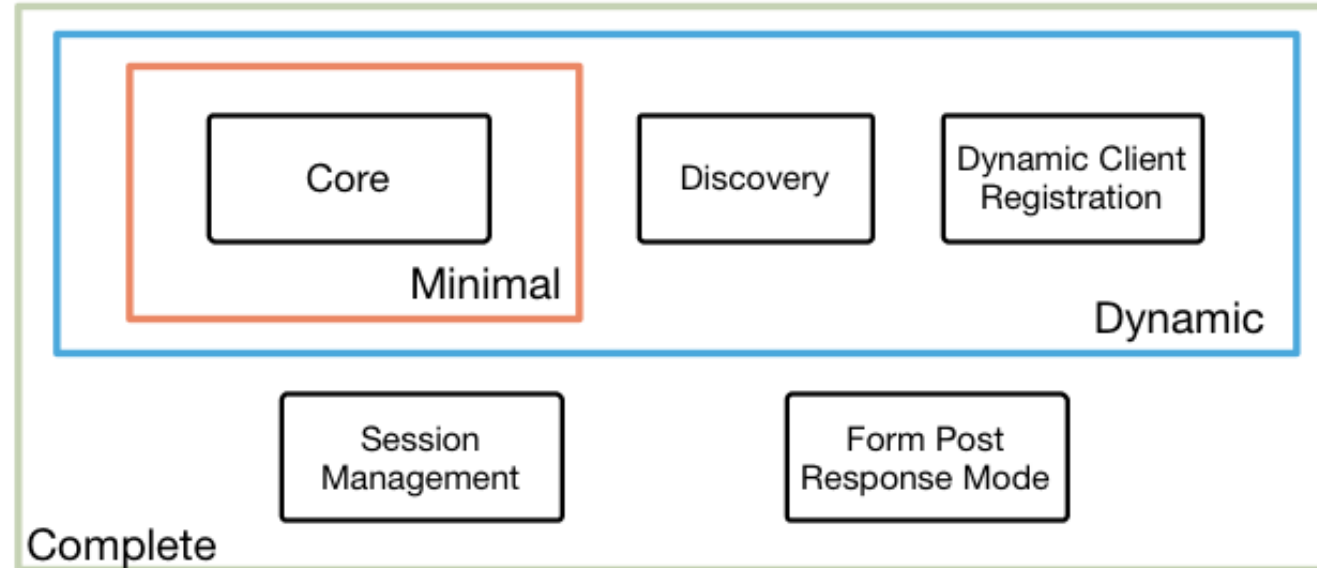 Core
Discovery
Dynamic Client
Registration
Minimal
Dynamic
Session
Management
Form Post
Response Mode
Complete